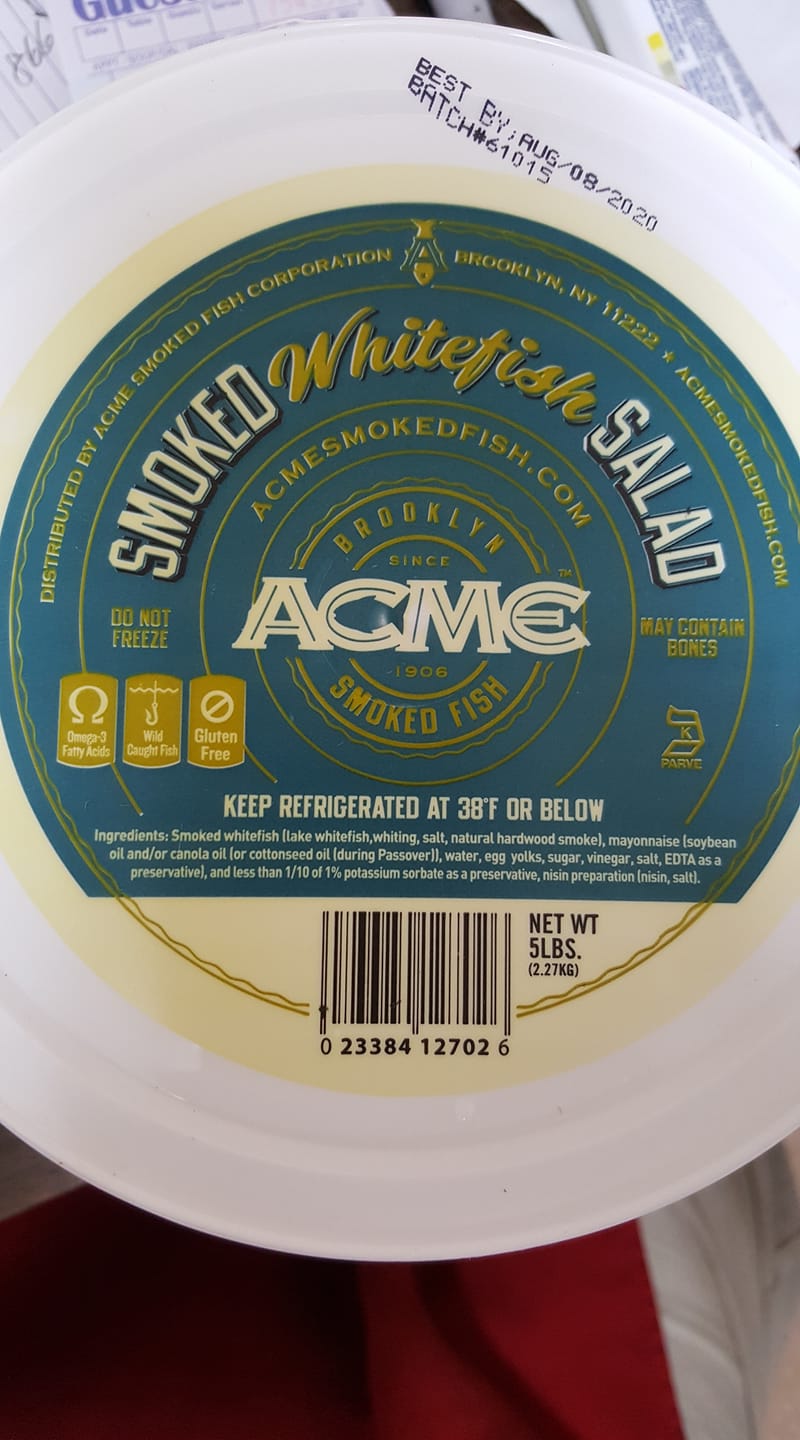 866
BEST BY:AUG/08/2020
BATCH#61015
DISTRIBUTED BY ACME SMOKED FISH CORPORATION
A
BROOKLYN, NY 11222 ★ ACMESMOKEDFISH.COM
SMOKED Whitefish SALAD
ACMESMOKEDFISH.COM
BROOKLYN
SINCE
ACME™
1906
SMOKED FISH
DO NOT
FREEZE
MAY CONTAIN
BONES
Omega-3
Fatty Acids
Wild
Caught Fish
Gluten
Free
K
PARVE
KEEP REFRIGERATED AT 38°F OR BELOW
Ingredients: Smoked whitefish (lake whitefish,whiting, salt, natural hardwood smoke), mayonnaise (soybean
oil and/or canola oil (or cottonseed oil (during Passover)), water, egg yolks, sugar, vinegar, salt, EDTA as a
preservative), and less than 1/10 of 1% potassium sorbate as a preservative, nisin preparation (nisin, salt).
NET WT
5LBS.
(2.27KG)
0 23384 12702 6